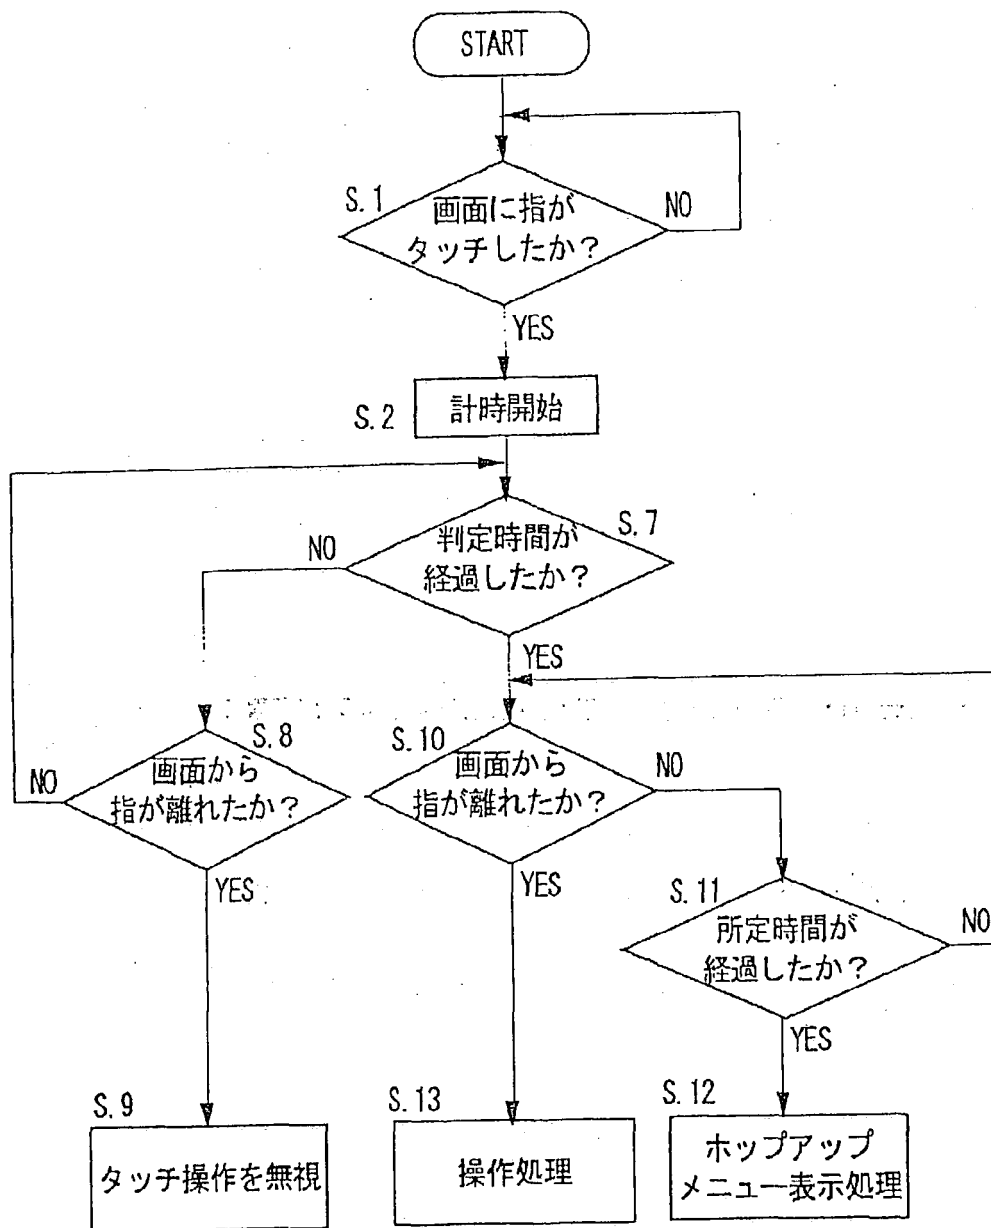 START
S.1
画面に指が
タッチしたか？
NO
YES
S.2
計時開始
S.7
判定時間が
経過したか？
NO
YES
S.8
画面から
指が離れたか？
NO
YES
S.10
画面から
指が離れたか？
NO
YES
S.11
所定時間が
経過したか？
NO
YES
S.9
タッチ操作を無視
S.13
操作処理
S.12
ホップアップ
メニュー表示処理